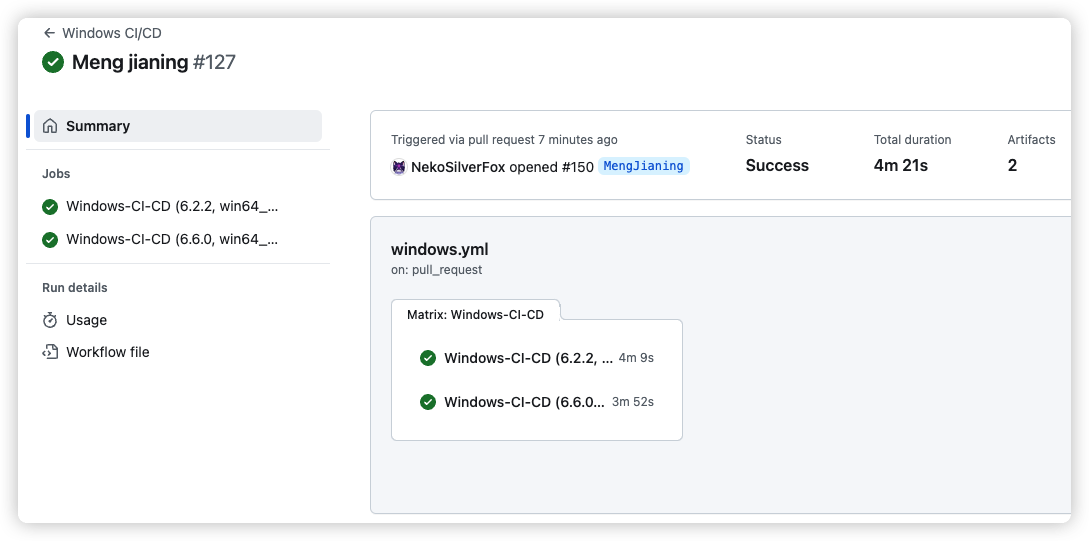 ← Windows CI/CD
Meng jianing #127
Summary
Jobs
Windows-CI-CD (6.2.2, win64_...
Windows-CI-CD (6.6.0, win64_...
Run details
Usage
Workflow file
Triggered via pull request 7 minutes ago
NekoSilverFox opened #150 MengJianing
Status
Success
Total duration
4m 21s
Artifacts
2
windows.yml
on: pull_request
Matrix: Windows-CI-CD
Windows-CI-CD (6.2.2, ... 4m 9s
Windows-CI-CD (6.6.0... 3m 52s